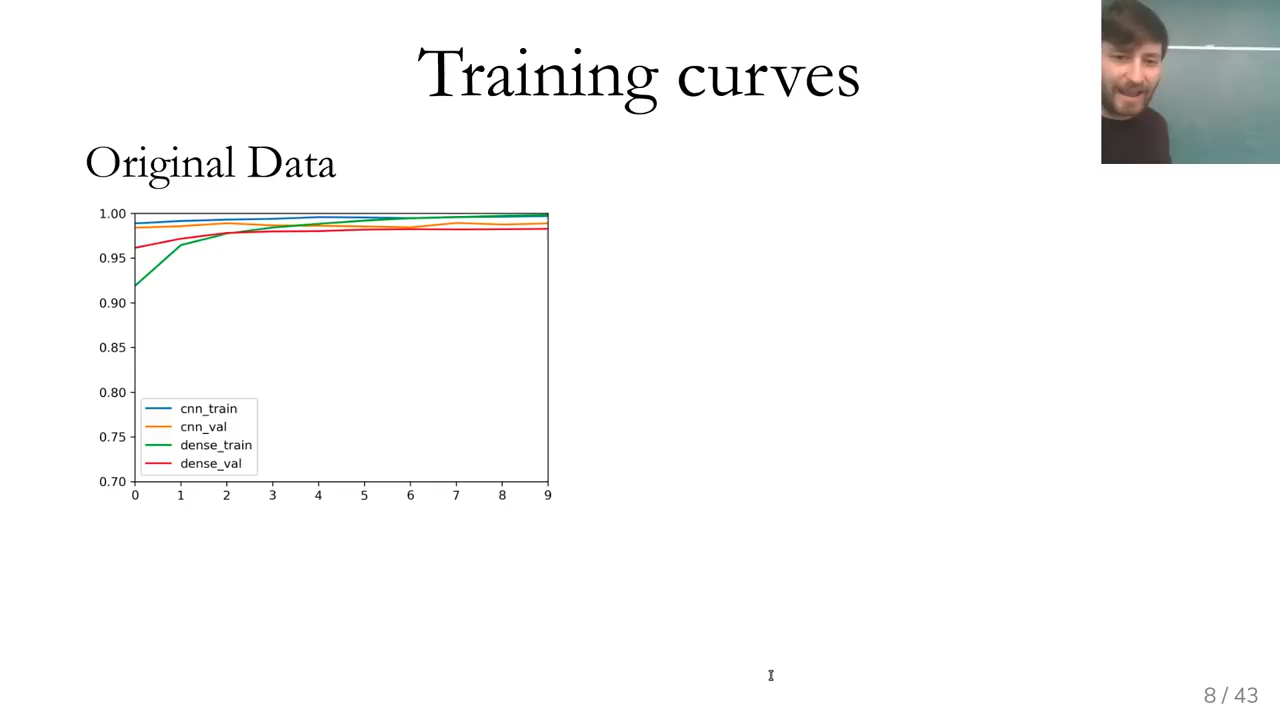 Training curves
Original Data
1.00
0.95
0.90
0.85
0.80
0.75
0.70
cnn_train
cnn_val
dense_train
dense_val
0 1 2 3 4 5 6 7 8 9
8 / 43